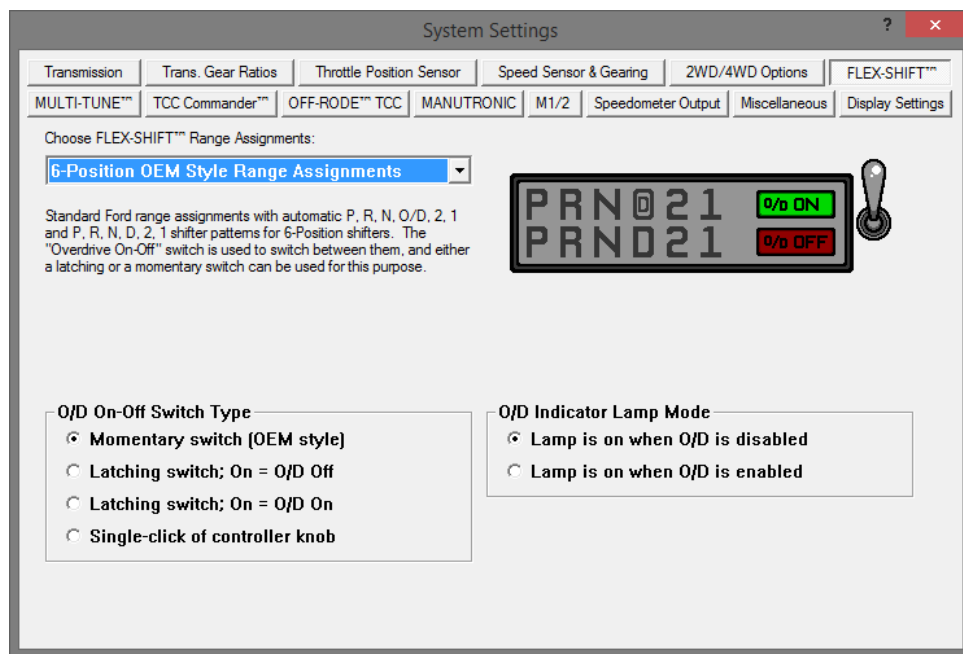 System Settings
?
×
Transmission
Trans. Gear Ratios
Throttle Position Sensor
Speed Sensor & Gearing
2WD/4WD Options
FLEX-SHIFT™
MULTI-TUNE™
TCC Commander™
OFF-RODE™ TCC
MANUTRONIC
M1/2
Speedometer Output
Miscellaneous
Display Settings
Choose FLEX-SHIFT™ Range Assignments:
6-Position OEM Style Range Assignments
Standard Ford range assignments with automatic P, R, N, O/D, 2, 1
and P, R, N, D, 2, 1 shifter patterns for 6-Position shifters. The
"Overdrive On-Off" switch is used to switch between them, and either
a latching or a momentary switch can be used for this purpose.
P R N D 2 1 O/D ON
P R N D 2 1 O/D OFF
O/D On-Off Switch Type
Momentary switch (OEM style)
Latching switch; On = O/D Off
Latching switch; On = O/D On
Single-click of controller knob
O/D Indicator Lamp Mode
Lamp is on when O/D is disabled
Lamp is on when O/D is enabled